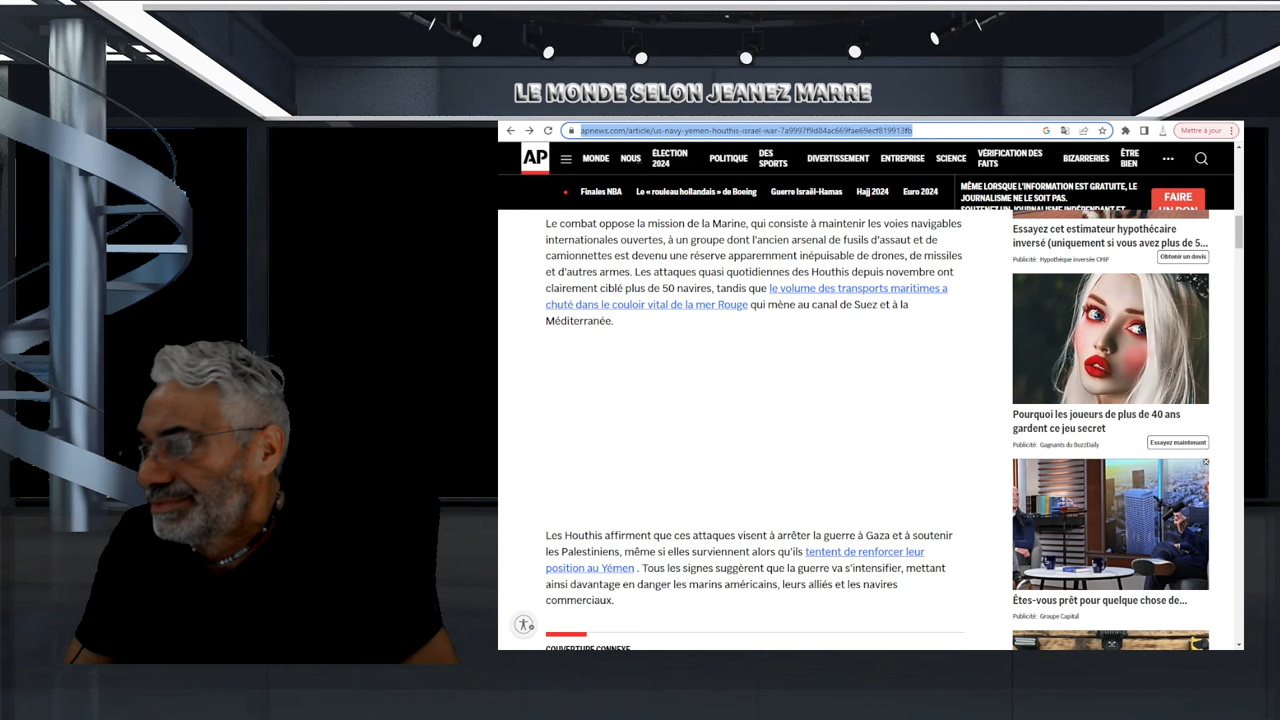 LE MONDE SELON JEANEZ MARRE
apnews.com/article/us-navy-yemen-houthis-israel-war-7a9997f9d84ac669fae69ecf819913fb
Mettre à jour
AP
MONDE
NOUS
ÉLECTION
2024
POLITIQUE
DES
SPORTS
DIVERTISSEMENT
ENTREPRISE
SCIENCE
VÉRIFICATION DES
FAITS
BIZARRERIES
ÊTRE
BIEN
Finales NBA
Le « rouleau hollandais » de Boeing
Guerre Israël-Hamas
Hajj 2024
Euro 2024
MÊME LORSQUE L'INFORMATION EST GRATUITE, LE
JOURNALISME NE LE SOIT PAS.
SOUTENEZ UN JOURNALISME INDÉPENDANT ET
FAIRE
UN DON
Le combat oppose la mission de la Marine, qui consiste à maintenir les voies navigables
internationales ouvertes, à un groupe dont l'ancien arsenal de fusils d'assaut et de
camionnettes est devenu une réserve apparemment inépuisable de drones, de missiles
et d'autres armes. Les attaques quasi quotidiennes des Houthis depuis novembre ont
clairement ciblé plus de 50 navires, tandis que le volume des transports maritimes a
chuté dans le couloir vital de la mer Rouge qui mène au canal de Suez et à la
Méditerranée.
Les Houthis affirment que ces attaques visent à arrêter la guerre à Gaza et à soutenir
les Palestiniens, même si elles surviennent alors qu'ils tentent de renforcer leur
position au Yémen . Tous les signes suggèrent que la guerre va s'intensifier, mettant
ainsi davantage en danger les marins américains, leurs alliés et les navires
commerciaux.
COUVERTURE CONNEXE
Essayez cet estimateur hypothécaire
inversé (uniquement si vous avez plus de 5...
Publicité: Hypothèque inversée CHIP
Obtenir un devis
Pourquoi les joueurs de plus de 40 ans
gardent ce jeu secret
Publicité: Gagnants du BuzzDaily
Essayez maintenant
Êtes-vous prêt pour quelque chose de...
Publicité: Groupe Capital